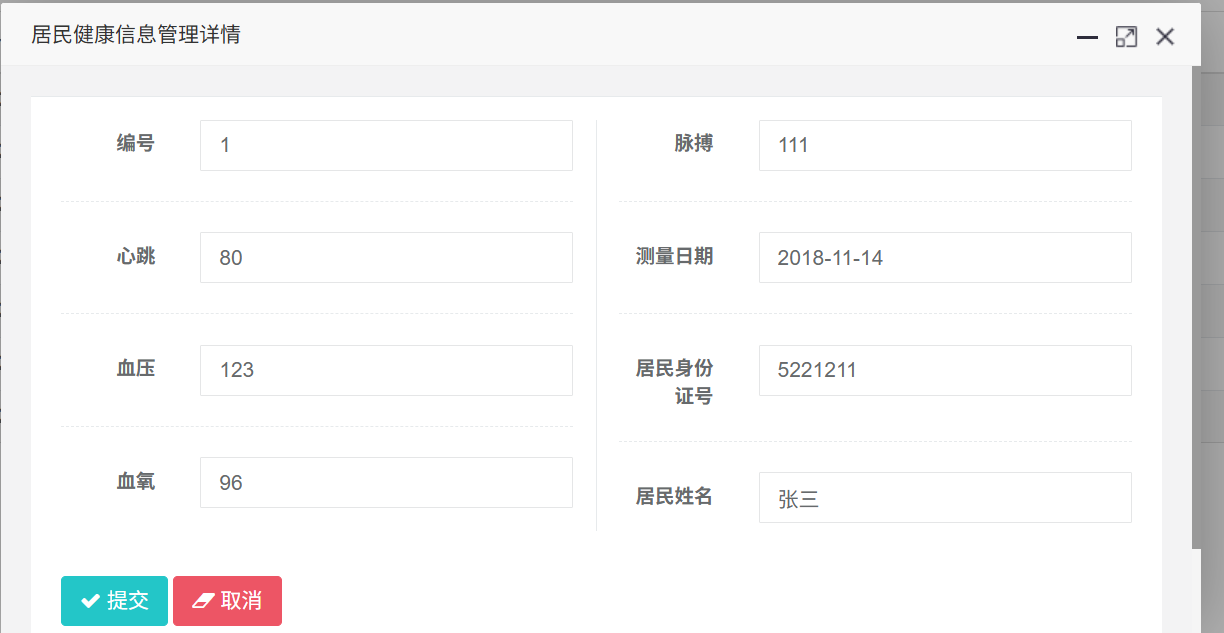 居民健康信息管理详情
编号
1
心跳
80
血压
123
血氧
96
脉搏
111
测量日期
2018-11-14
居民身份
证号
5221211
居民姓名
张三
提交
取消